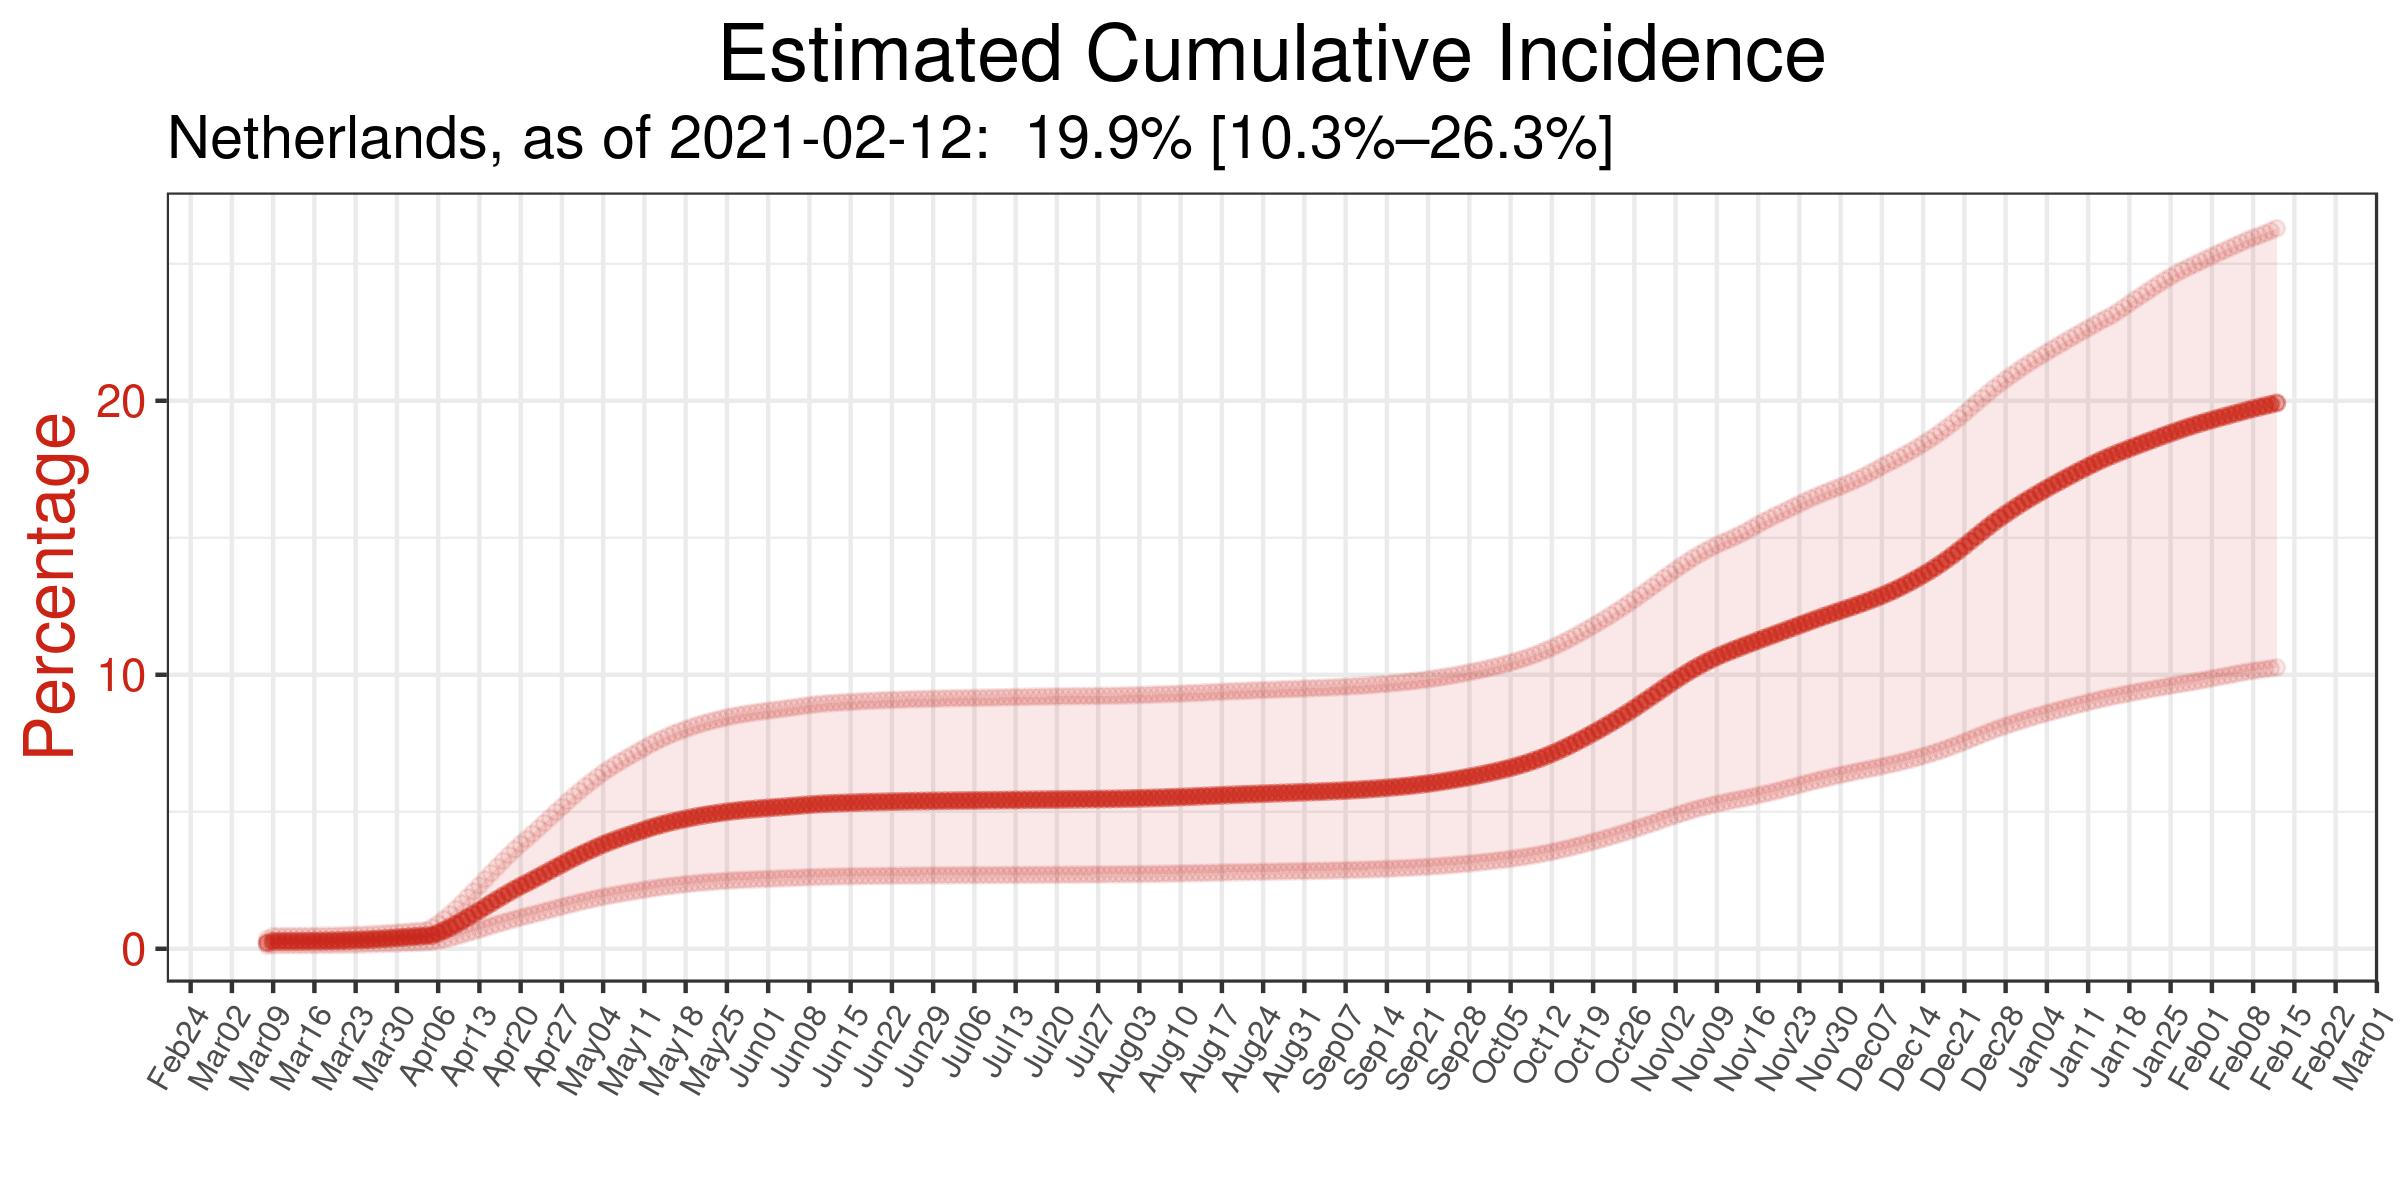 Estimated Cumulative Incidence
Netherlands, as of 2021-02-12:  19.9% [10.3%–26.3%]
Percentage
20
10
0
Feb24
Mar02
Mar09
Mar16
Mar23
Mar30
Apr06
Apr13
Apr20
Apr27
May04
May11
May18
May25
Jun01
Jun08
Jun15
Jun22
Jun29
Jul06
Jul13
Jul20
Jul27
Aug03
Aug10
Aug17
Aug24
Aug31
Sep07
Sep14
Sep21
Sep28
Oct05
Oct12
Oct19
Oct26
Nov02
Nov09
Nov16
Nov23
Nov30
Dec07
Dec14
Dec21
Dec28
Jan04
Jan11
Jan18
Jan25
Feb01
Feb08
Feb15
Feb22
Mar01